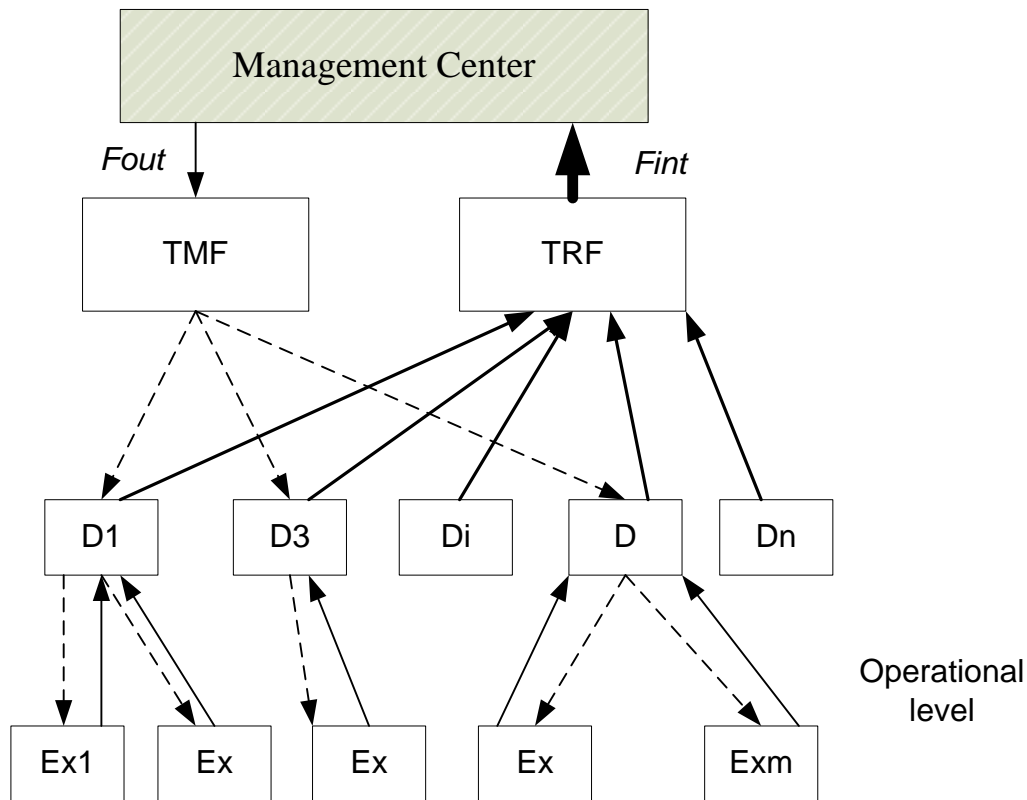 Management Center
Fout
Fint
TMF
TRF
D1
D3
Di
D
Dn
Operational
level
Ex1
Ex
Ex
Ex
Exm